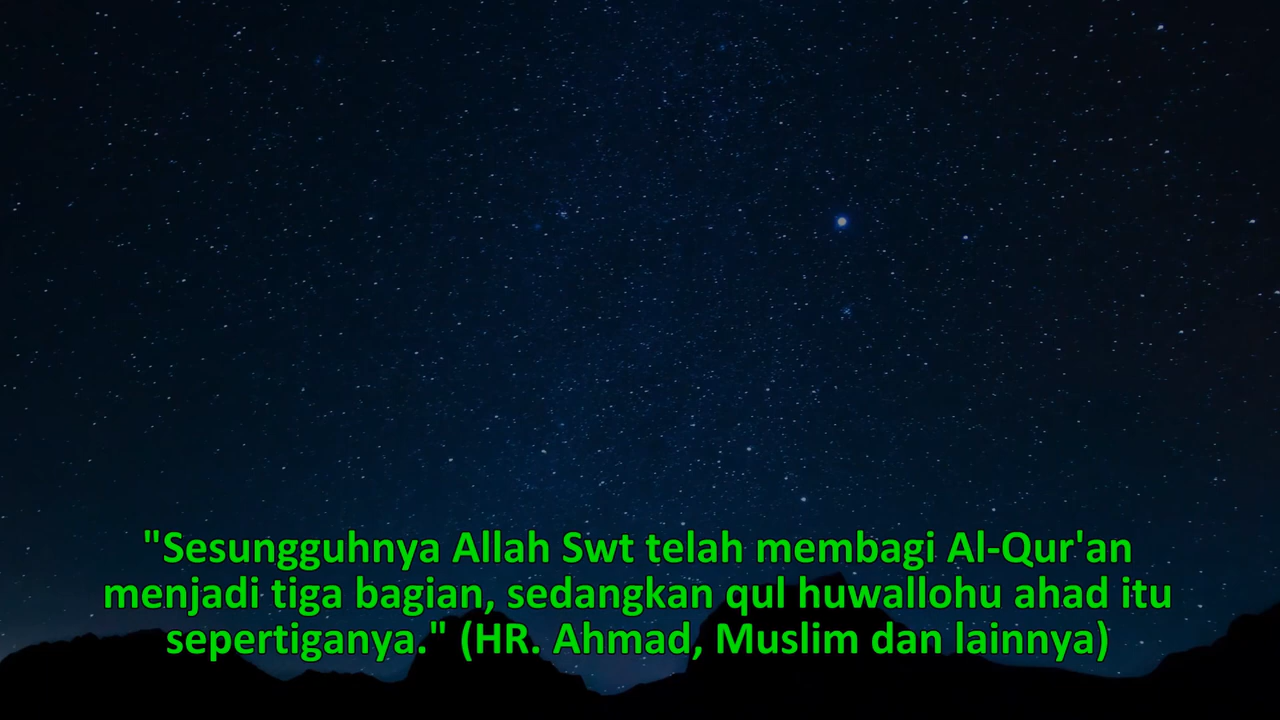 "Sesungguhnya Allah Swt telah membagi Al-Qur'an
menjadi tiga bagian, sedangkan qul huwallohu ahad itu
sepertiganya." (HR. Ahmad, Muslim dan lainnya)